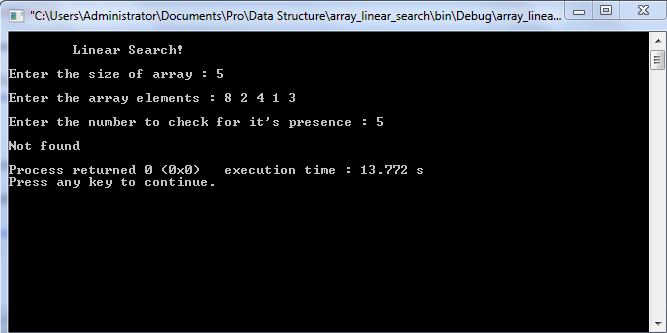 "C:\Users\Administrator\Documents\Pro\Data Structure\array_linear_search\bin\Debug\array_linea...
Linear Search!
Enter the size of array : 5
Enter the array elements : 8 2 4 1 3
Enter the number to check for it's presence : 5
Not found
Process returned 0 (0x0)   execution time : 13.772 s
Press any key to continue.